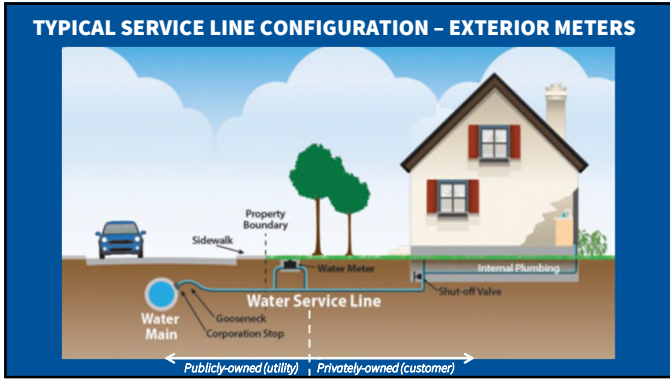 TYPICAL SERVICE LINE CONFIGURATION – EXTERIOR METERS
Property
Boundary
Sidewalk
Water Meter
Internal Plumbing
Shut-off Valve
Water Service Line
Water
Main
Gooseneck
Corporation Stop
Publicly-owned (utility)
Privately-owned (customer)